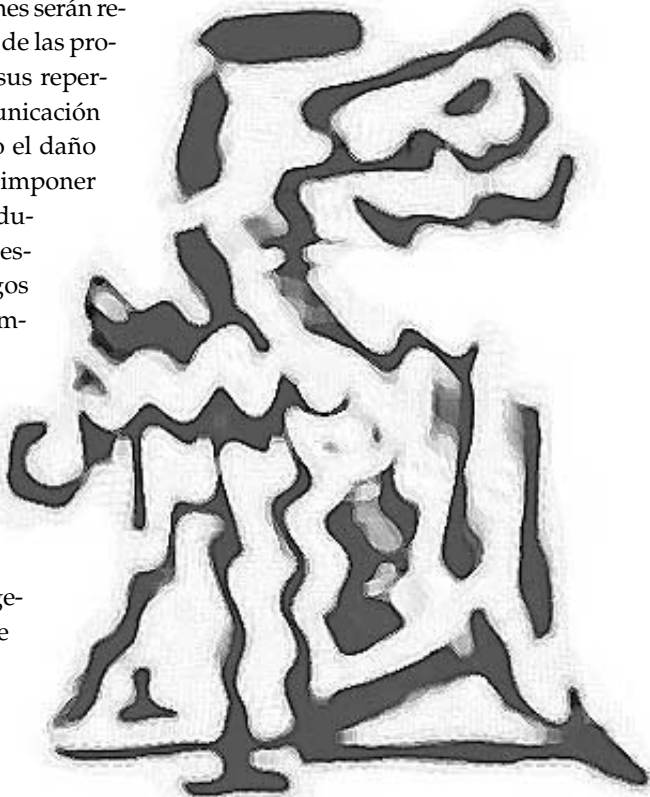 nes serán re-
de las pro-
sus reper-
unicación
o el daño
imponer
du-
es-
gos
m-
ge-
e